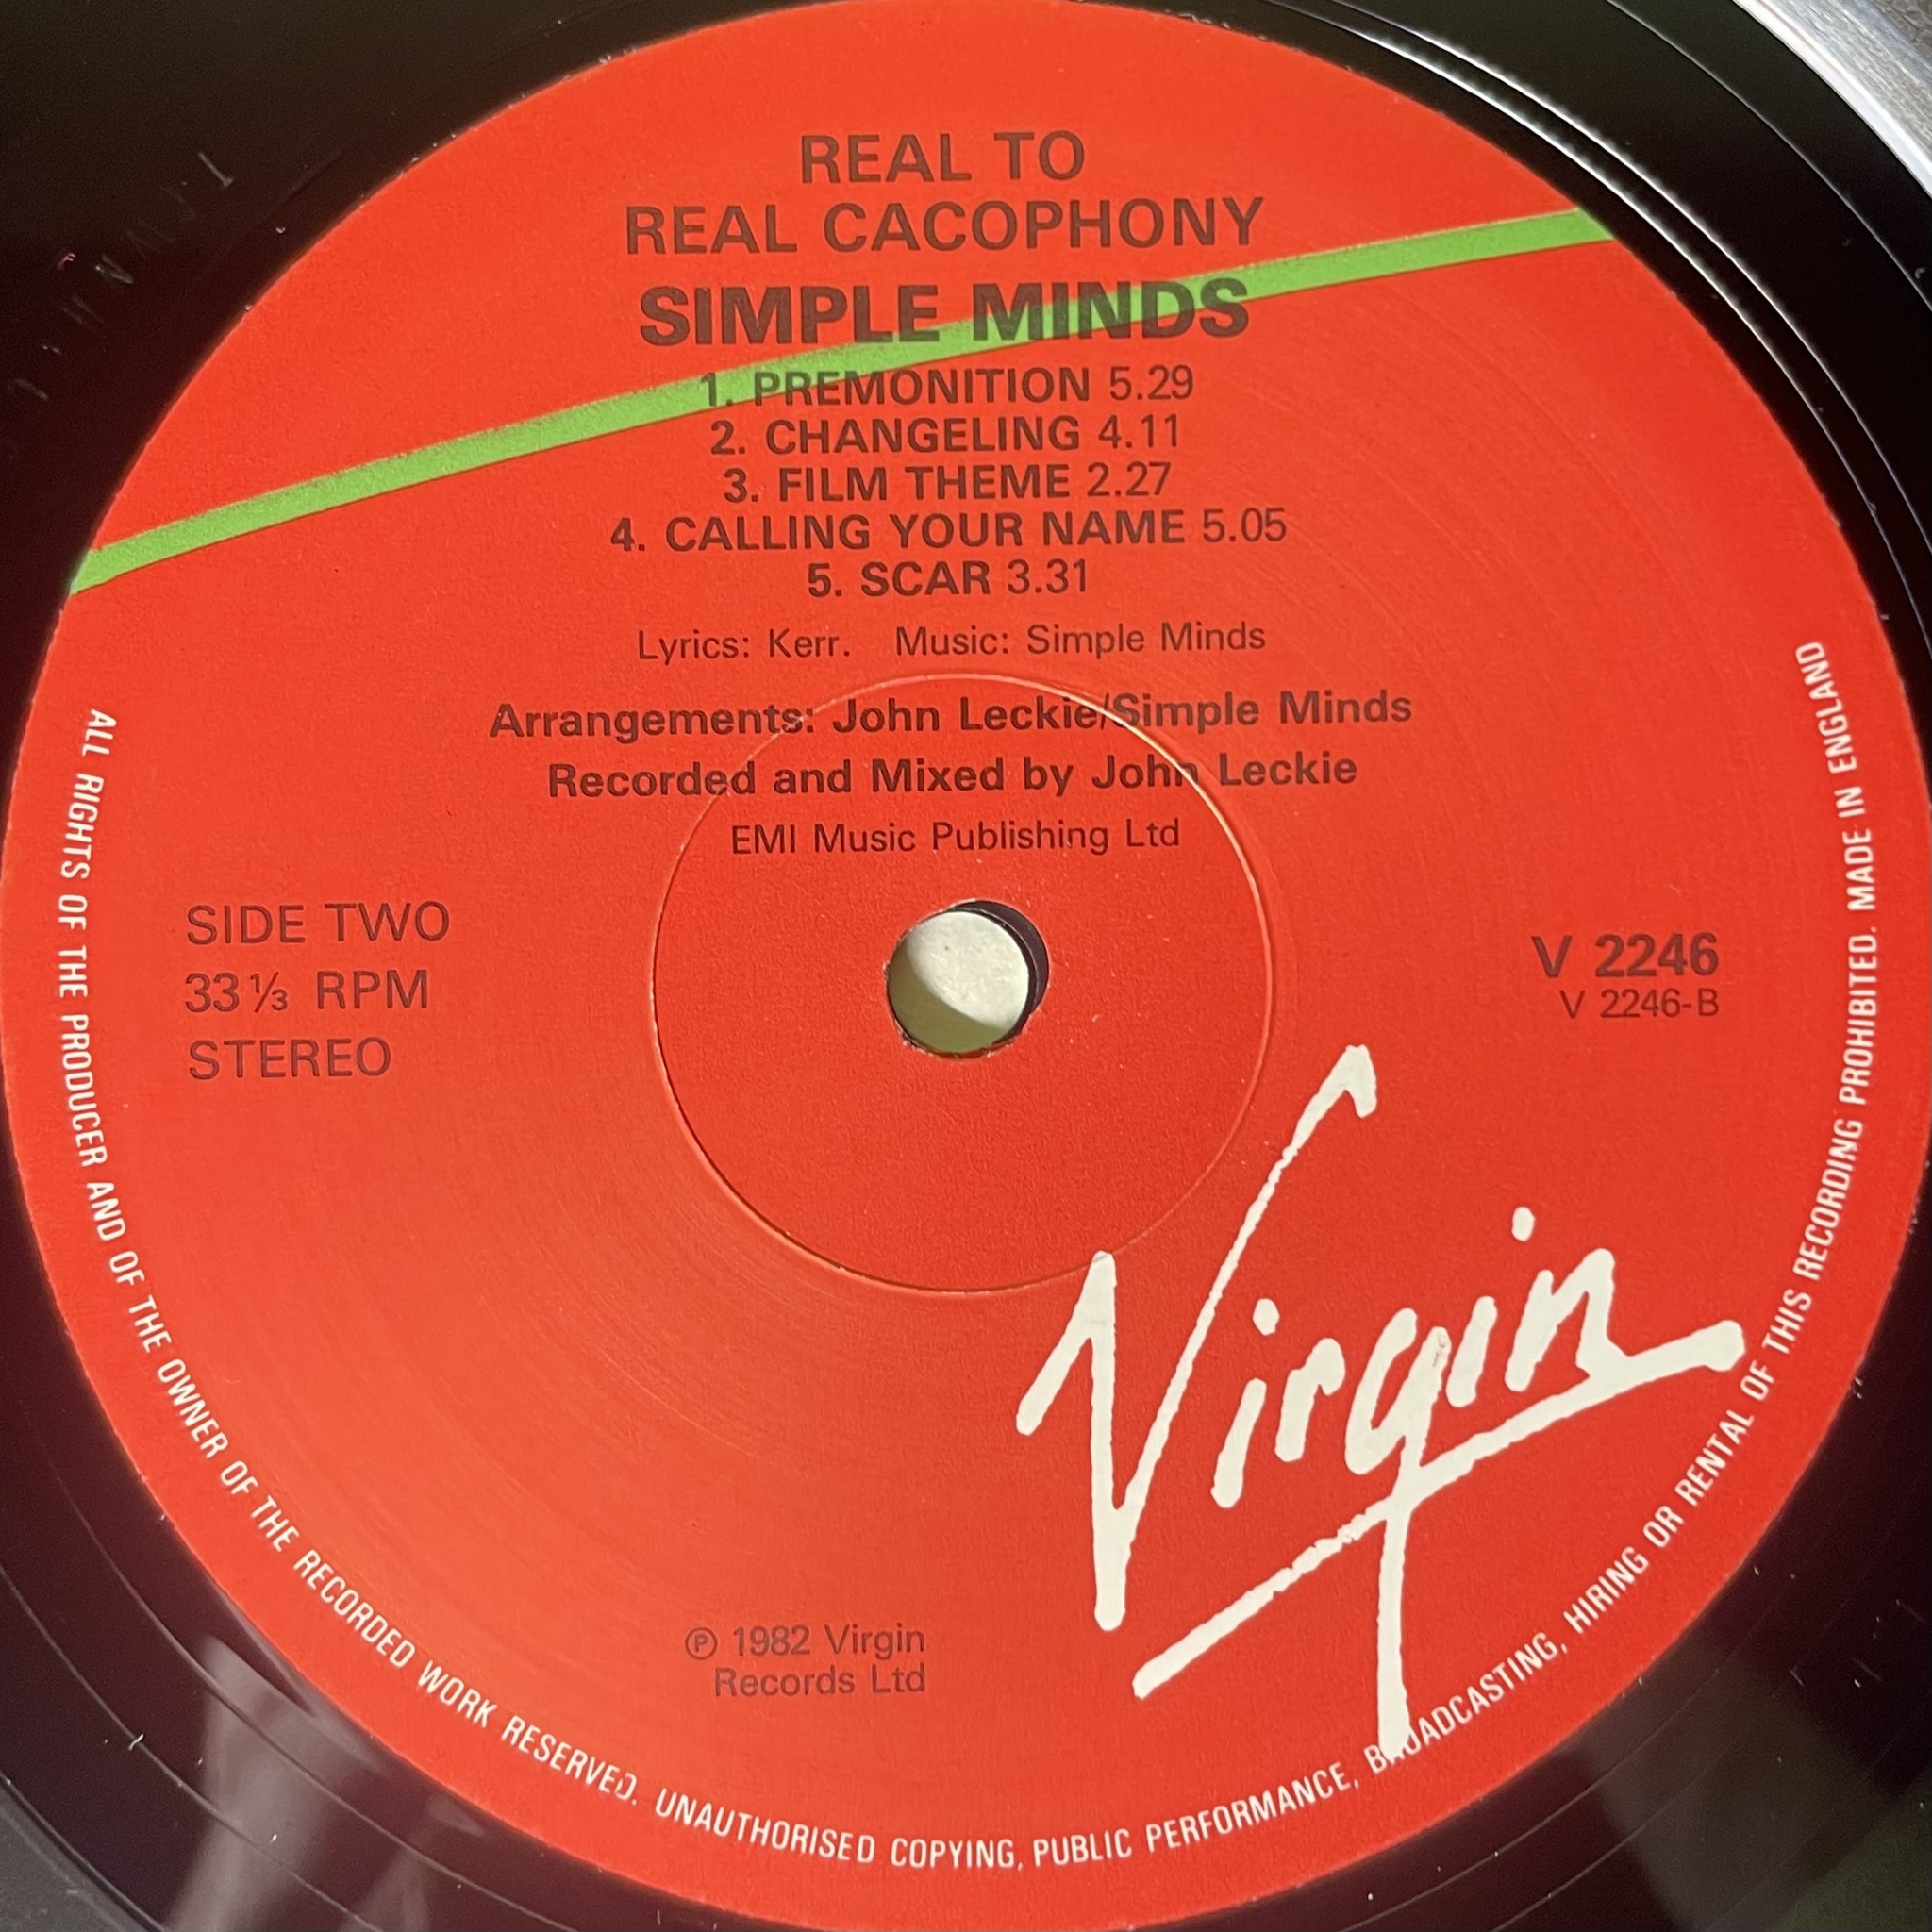 REAL TO
REAL CACOPHONY
SIMPLE MINDS
1. PREMONITION 5.29
2. CHANGELING 4.11
3. FILM THEME 2.27
4. CALLING YOUR NAME 5.05
5. SCAR 3.31
Lyrics: Kerr. Music: Simple Minds
Arrangements: John Leckie/Simple Minds
Recorded and Mixed by John Leckie
EMI Music Publishing Ltd
SIDE TWO
33⅓ RPM
STEREO
V 2246
V 2246-B
Virgin
℗ 1982 Virgin
Records Ltd
ALL RIGHTS OF THE PRODUCER AND OF THE OWNER OF THE RECORDED WORK RESERVED. UNAUTHORISED COPYING, PUBLIC PERFORMANCE, BROADCASTING, HIRING OR RENTAL OF THIS RECORDING PROHIBITED. MADE IN ENGLAND